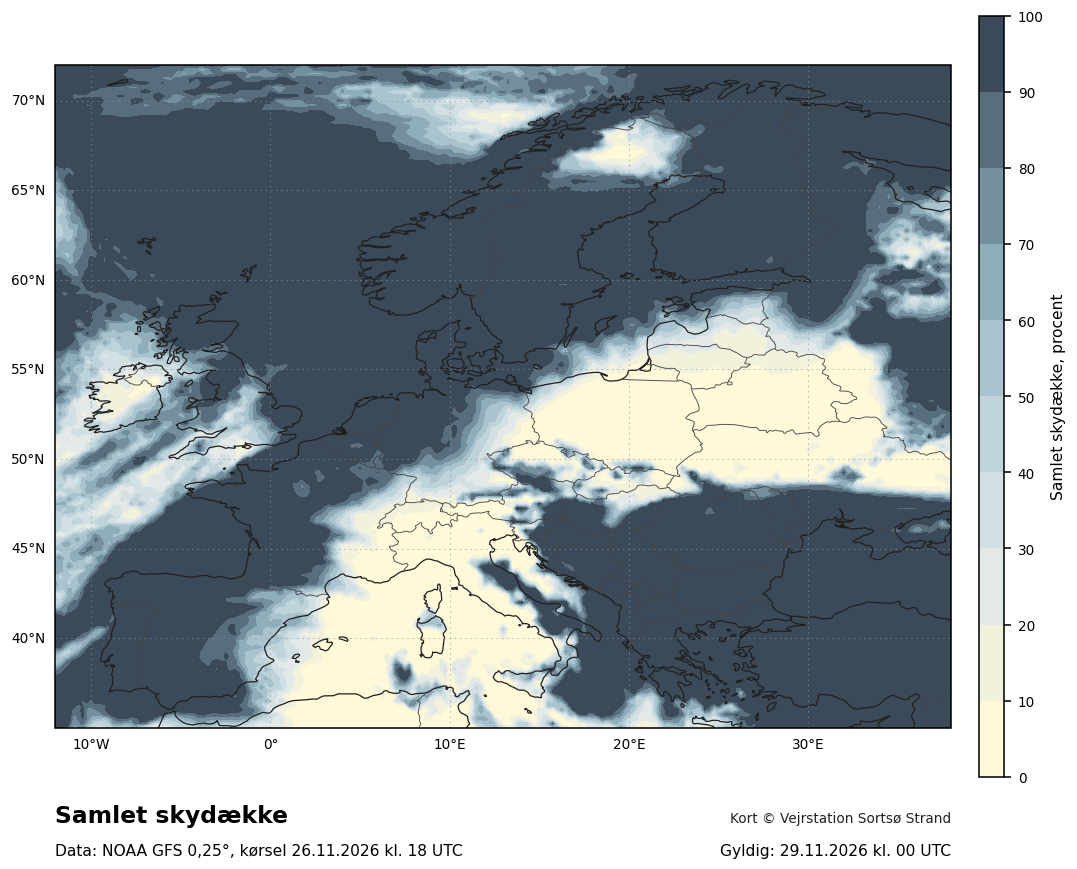 100
90
80
70
60
50
40
30
20
10
0
Samlet skydække, procent
70°N
65°N
60°N
55°N
50°N
45°N
40°N
10°W
0°
10°E
20°E
30°E
Samlet skydække
Kort © Vejrstation Sortsø Strand
Data: NOAA GFS 0,25°, kørsel 26.11.2026 kl. 18 UTC
Gyldig: 29.11.2026 kl. 00 UTC